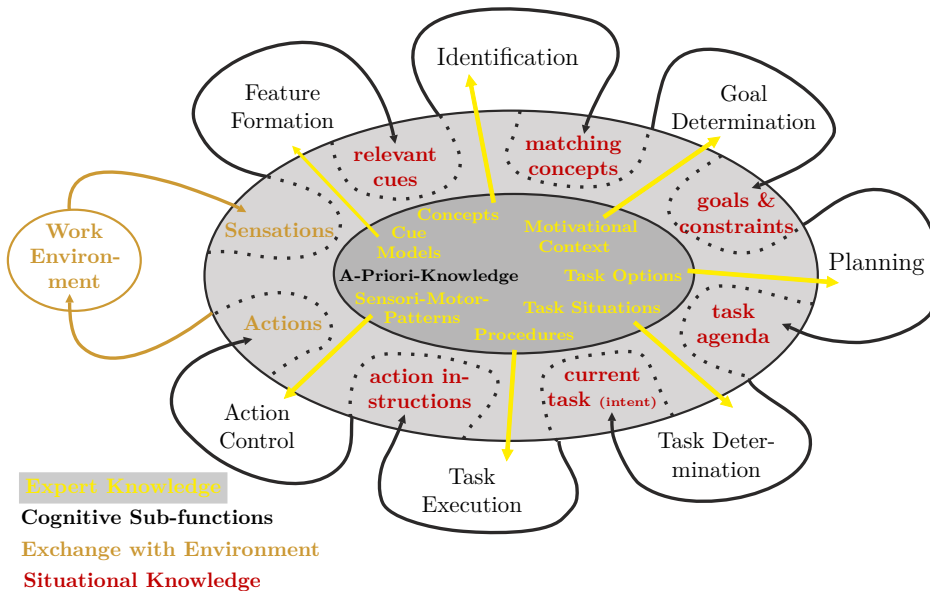 Identification
Feature
Formation
Goal
Determination
relevant
cues
matching
concepts
goals &
constraints
Work
Environ-
ment
Sensations
Concepts
Cue
Models
Motivational
Context
Planning
A-Priori-Knowledge
Task Options
Sensori-Motor-
Patterns
Task Situations
Procedures
Actions
task
agenda
action in-
structions
current
task (intent)
Action
Control
Task
Execution
Task Deter-
mination
Expert Knowledge
Cognitive Sub-functions
Exchange with Environment
Situational Knowledge